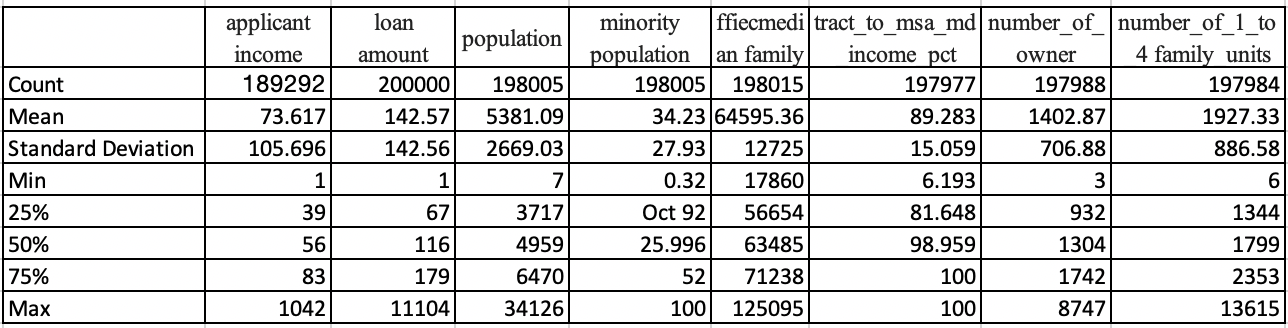 applicant income loan amount population minority population ffiecmedian family tract_to_msa_md income_pct number_of_owner number_of_1_to 4 family_units
Count 189292 200000 198005 198005 198015 197977 197988 197984
Mean 73.617 142.57 5381.09 34.23 64595.36 89.283 1402.87 1927.33
Standard Deviation 105.696 142.56 2669.03 27.93 12725 15.059 706.88 886.58
Min 1 1 7 0.32 17860 6.193 3 6
25% 39 67 3717 Oct 92 56654 81.648 932 1344
50% 56 116 4959 25.996 63485 98.959 1304 1799
75% 83 179 6470 52 71238 100 1742 2353
Max 1042 11104 34126 100 125095 100 8747 13615